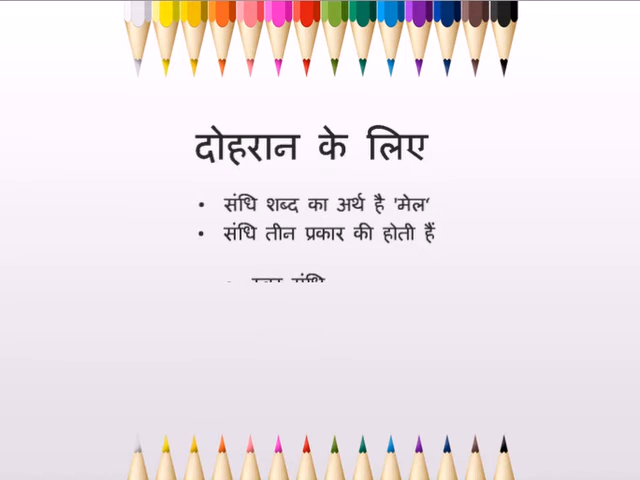 दोहरान के लिए
• संधि शब्द का अर्थ है 'मेल‘
• संधि तीन प्रकार की होती हैं